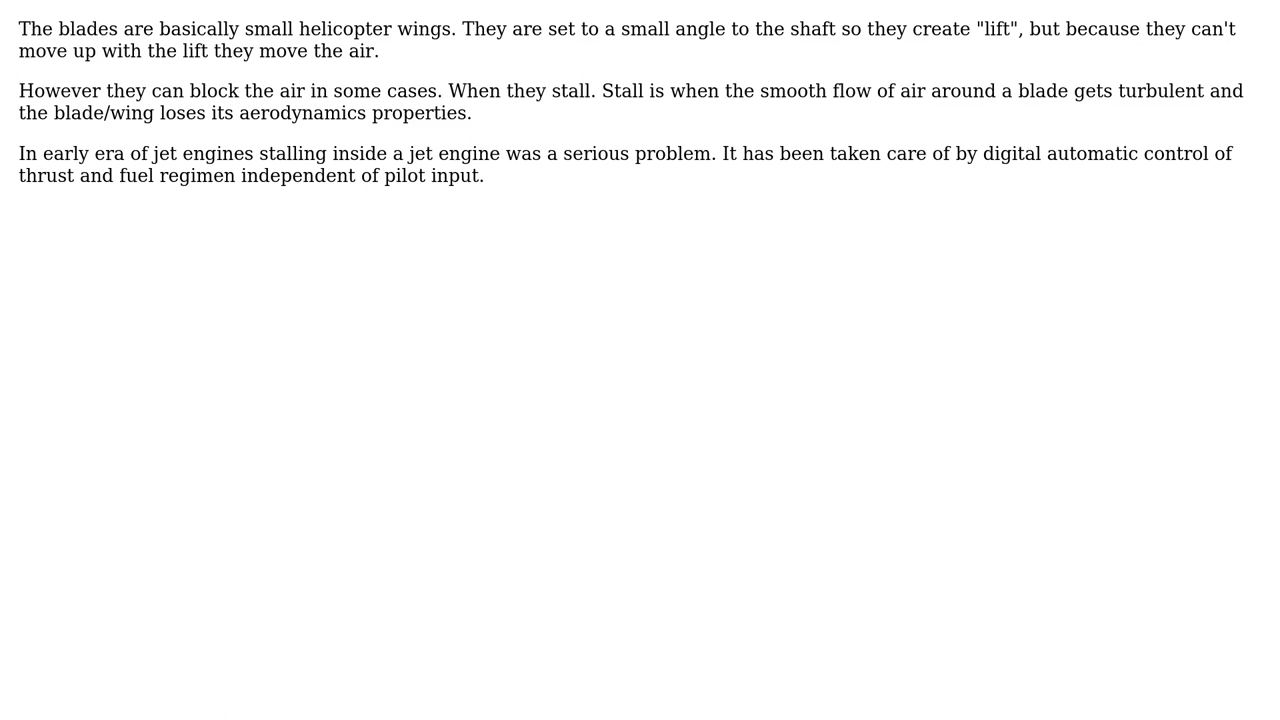 The blades are basically small helicopter wings. They are set to a small angle to the shaft so they create "lift", but because they can't
move up with the lift they move the air.
However they can block the air in some cases. When they stall. Stall is when the smooth flow of air around a blade gets turbulent and
the blade/wing loses its aerodynamics properties.
In early era of jet engines stalling inside a jet engine was a serious problem. It has been taken care of by digital automatic control of
thrust and fuel regimen independent of pilot input.